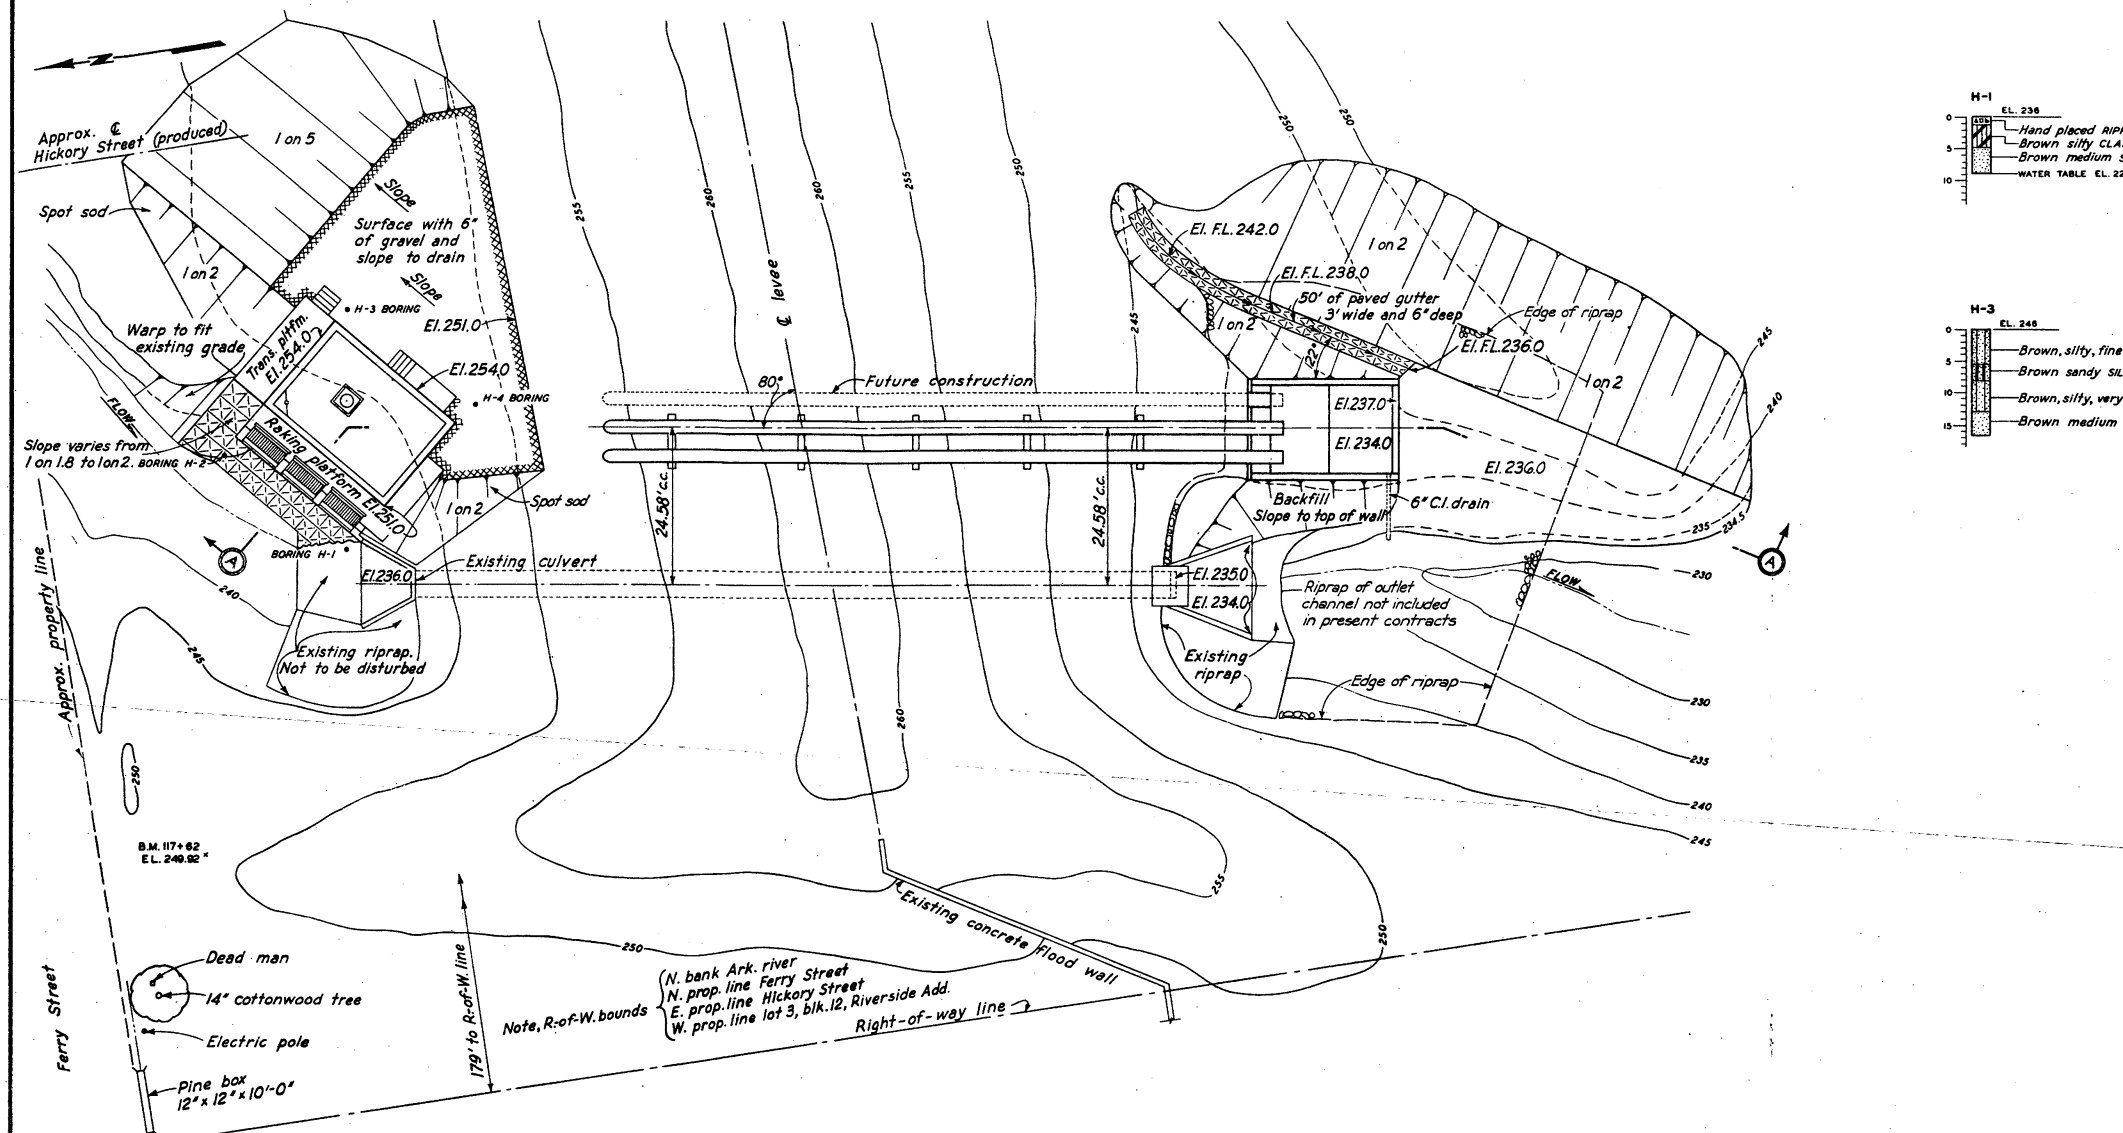 N
Approx. ℄
Hickory Street (produced)
1 on 5
Spot sod
1 on 2
Slope
Surface with 6"
of gravel and
slope to drain
Slope
H-3 BORING
El.251.0
Warp to fit
existing grade
Trans. pltfm.
El.254.0
El.254.0
H-4 BORING
FLOW
Slope varies from
1 on 1.8 to 1on2.
BORING H-2
Raking platform El.251.0
1 on 2
Spot sod
BORING H-1
A
El.236.0
Existing culvert
Existing riprap.
Not to be disturbed
240
245
250
Approx. property line
B.M. 117+62
EL. 249.92
Ferry Street
Dead man
14" cottonwood tree
Electric pole
Pine box
12" x 12" x 10'-0"
179' to R.-of-W. line
Note, R.-of-W. bounds
N. bank Ark. river
N. prop. line Ferry Street
E. prop. line Hickory Street
W. prop. line lot 3, blk. 12, Riverside Add.
Right-of-way line
Existing concrete flood wall
250
255
250
260
255
260
℄ levee
260
255
250
80°
Future construction
24.58' c.c.
24.58' c.c.
250
250
245
El. F.L. 242.0
1 on 2
El. F.L. 238.0
50' of paved gutter
3' wide and 6" deep
Edge of riprap
1 on 2
22°
El. F.L. 236.0
1 on 2
245
240
El.237.0
El.234.0
El.236.0
Backfill
Slope to top of wall
6" C.I. drain
235
234.5
A
El.235.0
El.234.0
Riprap of outlet
channel not included
in present contracts
FLOW
230
Existing
riprap
Edge of riprap
230
235
240
245
H-1
EL. 236
0
5
10
Hand placed
Brown silty
Brown medium
WATER TABLE EL.
H-3
EL. 246
0
5
10
15
Brown, silty, fine
Brown sandy
Brown, silty, very
Brown medium